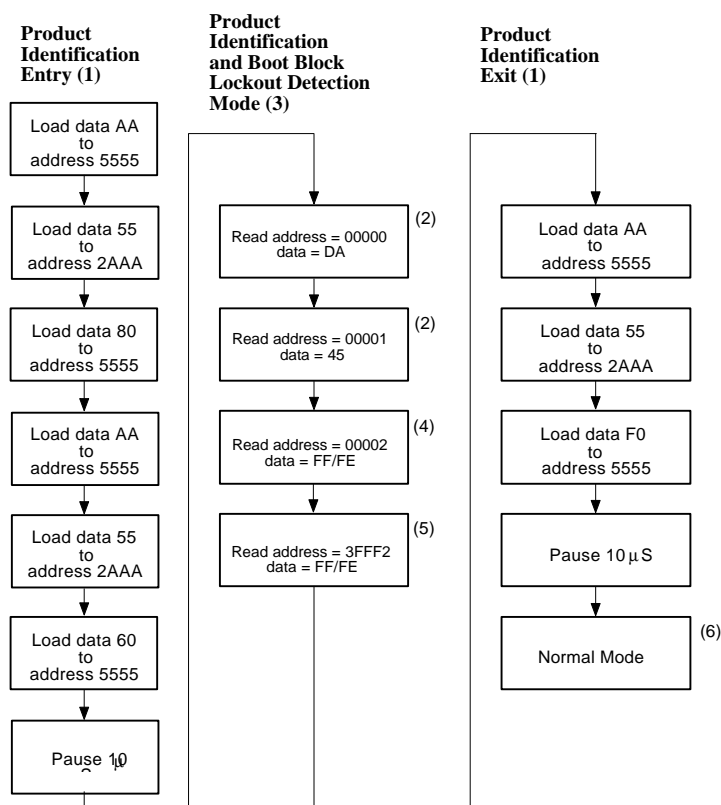 Product
Identification
Entry (1)
Load data AA
to
address 5555
Load data 55
to
address 2AAA
Load data 80
to
address 5555
Load data AA
to
address 5555
Load data 55
to
address 2AAA
Load data 60
to
address 5555
Pause 10
μ
Product
Identification
and Boot Block
Lockout Detection
Mode (3)
Read address = 00000
data = DA
(2)
Read address = 00001
data = 45
(2)
Read address = 00002
data = FF/FE
(4)
Read address = 3FFF2
data = FF/FE
(5)
Product
Identification
Exit (1)
Load data AA
to
address 5555
Load data 55
to
address 2AAA
Load data F0
to
address 5555
Pause 10 μS
Normal Mode
(6)